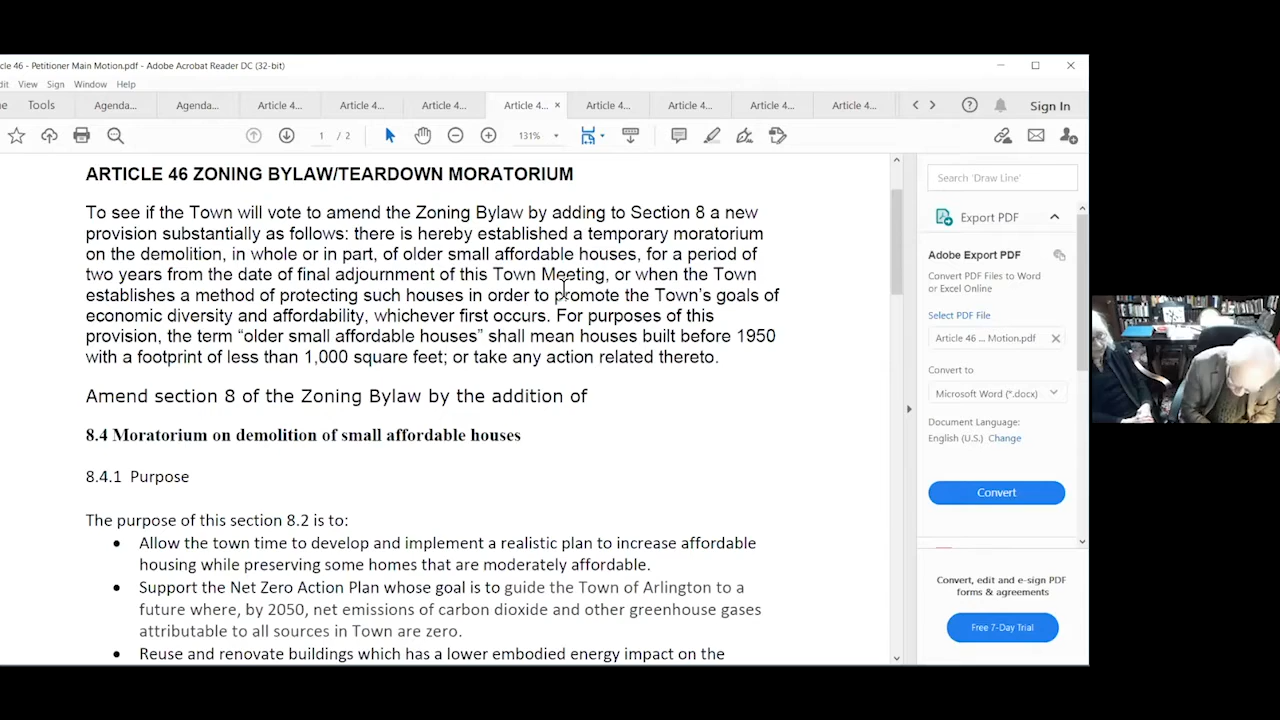 cle 46 - Petitioner Main Motion.pdf - Adobe Acrobat Reader DC (32-bit)
dit View Sign Window Help
e Tools Agenda... Agenda... Article 4... Article 4... Article 4... Article 4... × Article 4... Article 4... Article 4... Article 4... Sign In
1 / 2 131%
ARTICLE 46 ZONING BYLAW/TEARDOWN MORATORIUM
To see if the Town will vote to amend the Zoning Bylaw by adding to Section 8 a new
provision substantially as follows: there is hereby established a temporary moratorium
on the demolition, in whole or in part, of older small affordable houses, for a period of
two years from the date of final adjournment of this Town Meeting, or when the Town
establishes a method of protecting such houses in order to promote the Town's goals of
economic diversity and affordability, whichever first occurs. For purposes of this
provision, the term "older small affordable houses" shall mean houses built before 1950
with a footprint of less than 1,000 square feet; or take any action related thereto.
Amend section 8 of the Zoning Bylaw by the addition of
8.4 Moratorium on demolition of small affordable houses
8.4.1 Purpose
The purpose of this section 8.2 is to:
• Allow the town time to develop and implement a realistic plan to increase affordable
housing while preserving some homes that are moderately affordable.
• Support the Net Zero Action Plan whose goal is to guide the Town of Arlington to a
future where, by 2050, net emissions of carbon dioxide and other greenhouse gases
attributable to all sources in Town are zero.
• Reuse and renovate buildings which has a lower embodied energy impact on the
Search 'Draw Line'
Export PDF
Adobe Export PDF
Convert PDF Files to Word
or Excel Online
Select PDF File
Article 46 ... Motion.pdf
Convert to
Microsoft Word (*.docx)
Document Language:
English (U.S.) Change
Convert
Convert, edit and e-sign PDF
forms & agreements
Free 7-Day Trial